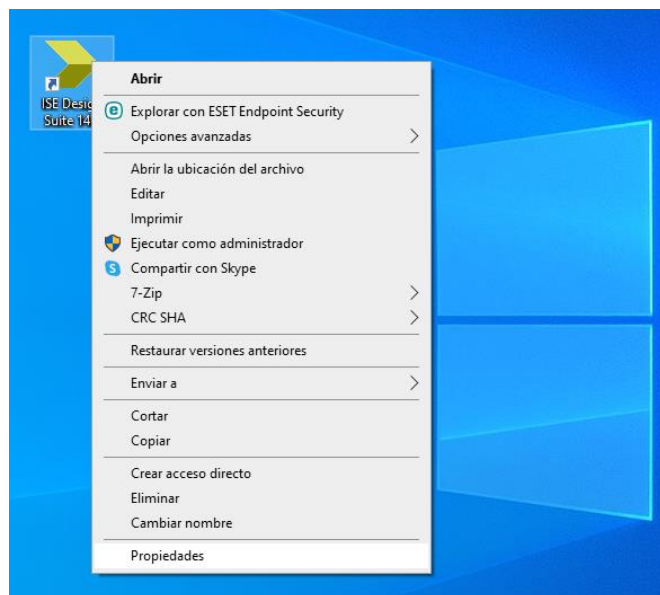 ISE Desig
Suite 14
Abrir
Explorar con ESET Endpoint Security
Opciones avanzadas
Abrir la ubicación del archivo
Editar
Imprimir
Ejecutar como administrador
Compartir con Skype
7-Zip
CRC SHA
Restaurar versiones anteriores
Enviar a
Cortar
Copiar
Crear acceso directo
Eliminar
Cambiar nombre
Propiedades